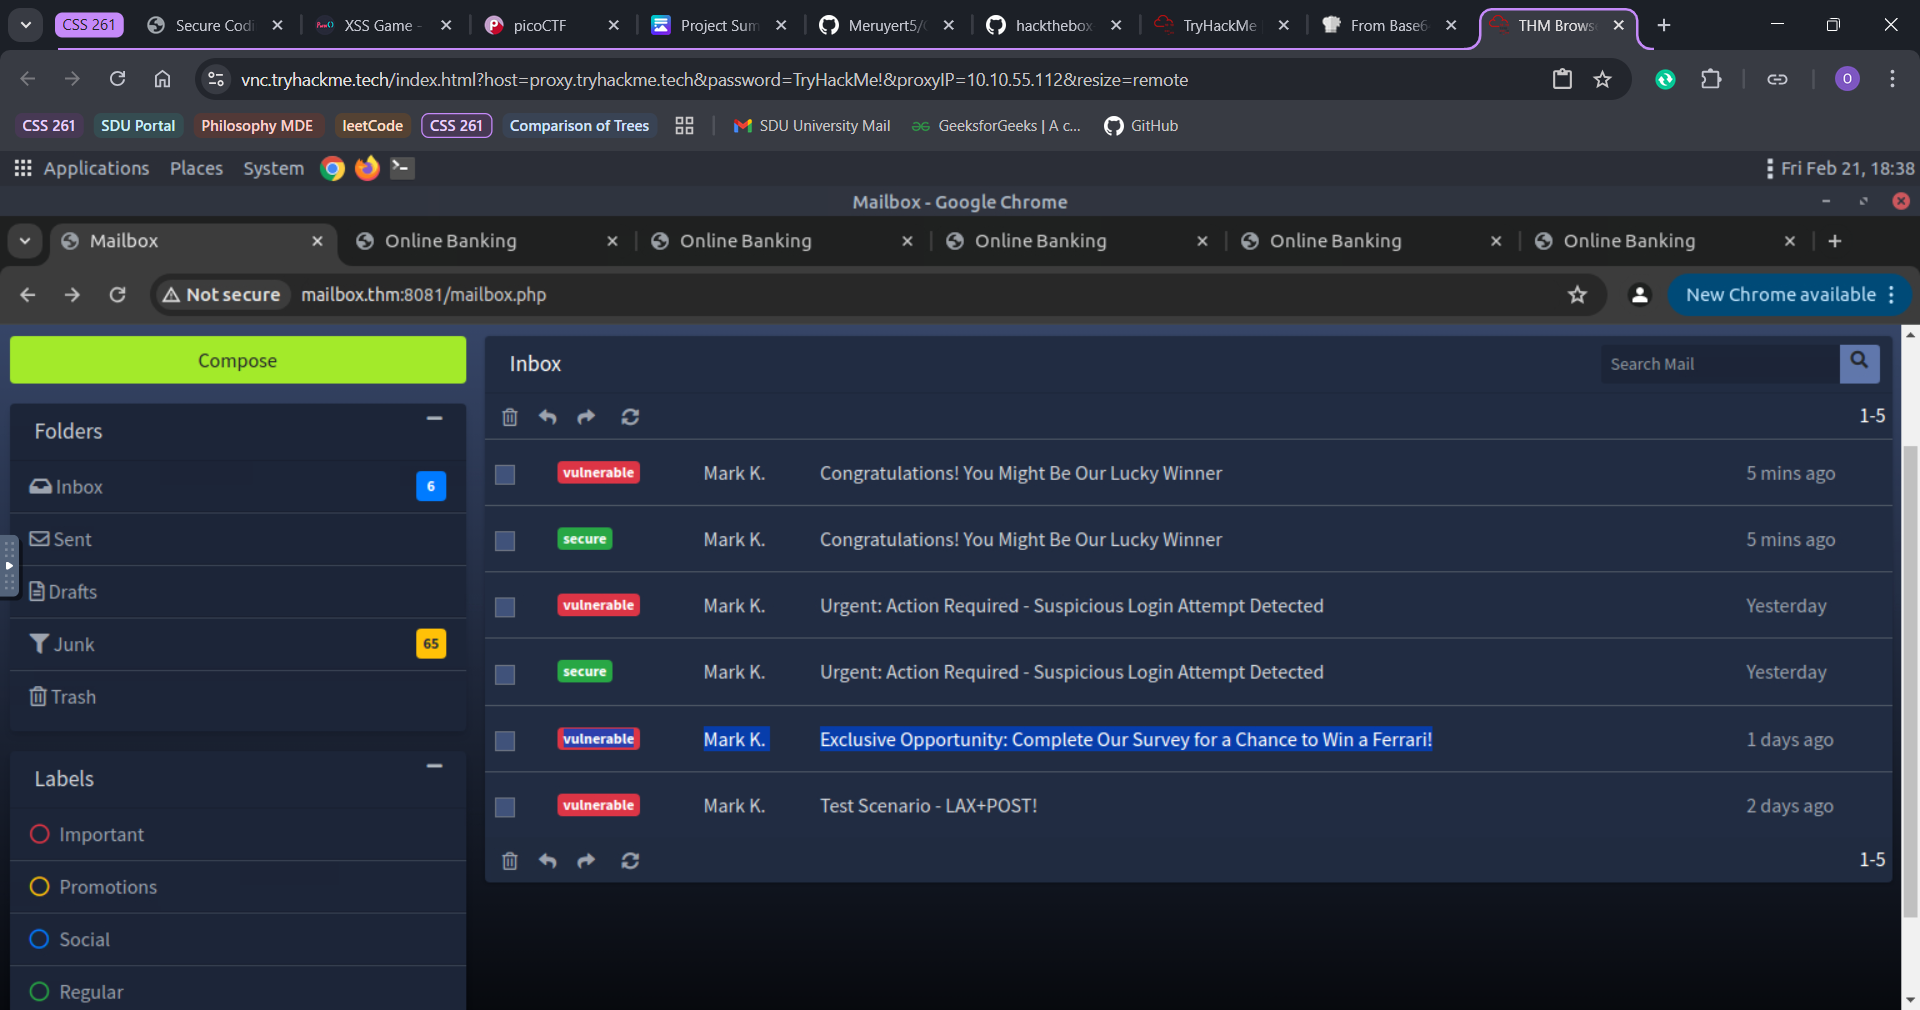 CSS 261
Secure Codi
XSS Game -
picoCTF
Project Sum
Meruyert5/
hackthebox
TryHackMe
From Base6
THM Brows
vnc.tryhackme.tech/index.html?host=proxy.tryhackme.tech&password=TryHackMe!&proxyIP=10.10.55.112&resize=remote
O
CSS 261
SDU Portal
Philosophy MDE
leetCode
CSS 261
Comparison of Trees
SDU University Mail
GeeksforGeeks | A c...
GitHub
Applications
Places
System
Fri Feb 21, 18:38
Mailbox - Google Chrome
Mailbox
Online Banking
Online Banking
Online Banking
Online Banking
Online Banking
Not secure
mailbox.thm:8081/mailbox.php
New Chrome available
Compose
Folders
Inbox 6
Sent
Drafts
Junk 65
Trash
Labels
Important
Promotions
Social
Regular
Inbox
Search Mail
1-5
vulnerable Mark K. Congratulations! You Might Be Our Lucky Winner 5 mins ago
secure Mark K. Congratulations! You Might Be Our Lucky Winner 5 mins ago
vulnerable Mark K. Urgent: Action Required - Suspicious Login Attempt Detected Yesterday
secure Mark K. Urgent: Action Required - Suspicious Login Attempt Detected Yesterday
vulnerable Mark K. Exclusive Opportunity: Complete Our Survey for a Chance to Win a Ferrari! 1 days ago
vulnerable Mark K. Test Scenario - LAX+POST! 2 days ago
1-5